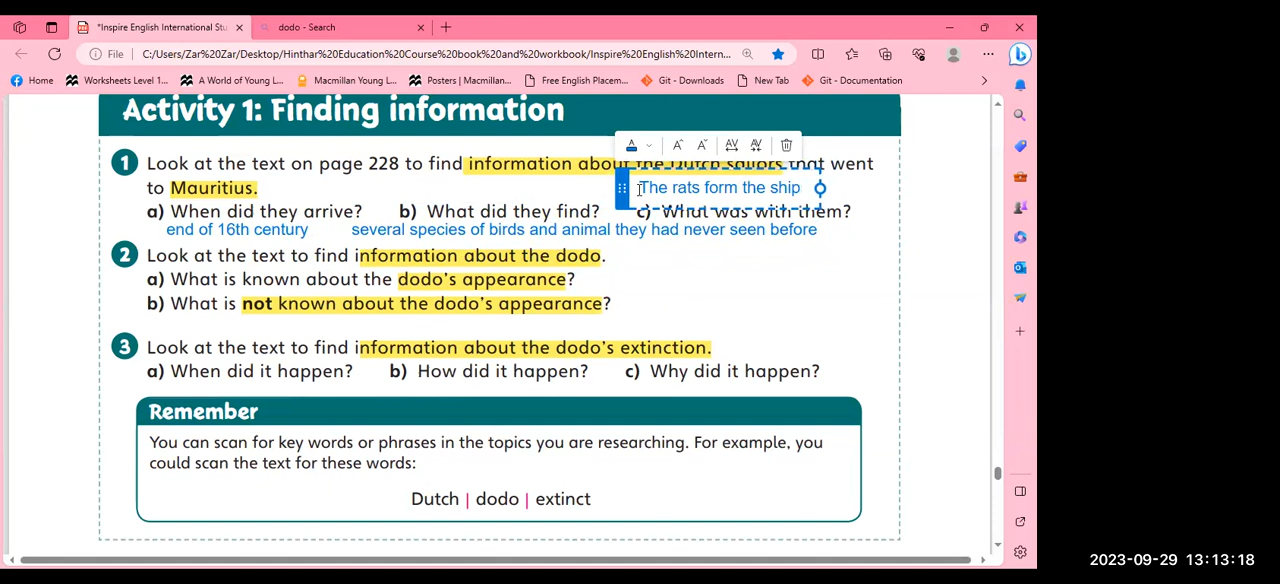 *Inspire English International Stu
dodo - Search
File
C:/Users/Zar%20Zar/Desktop/Hinthar%20Education%20Course%20book%20and%20workbook/Inspire%20English%20Intern...
Home
Worksheets Level 1...
A World of Young L...
Macmillan Young L...
Posters | Macmillan...
Free English Placem...
Git - Downloads
New Tab
Git - Documentation
Activity 1: Finding information
1 Look at the text on page 228 to find information about the Dutch sailors that went
to Mauritius.
The rats form the ship
a) When did they arrive? b) What did they find? c) What was with them?
end of 16th century several species of birds and animal they had never seen before
2 Look at the text to find information about the dodo.
a) What is known about the dodo's appearance?
b) What is not known about the dodo's appearance?
3 Look at the text to find information about the dodo's extinction.
a) When did it happen? b) How did it happen? c) Why did it happen?
Remember
You can scan for key words or phrases in the topics you are researching. For example, you
could scan the text for these words:
Dutch | dodo | extinct
2023-09-29 13:13:18